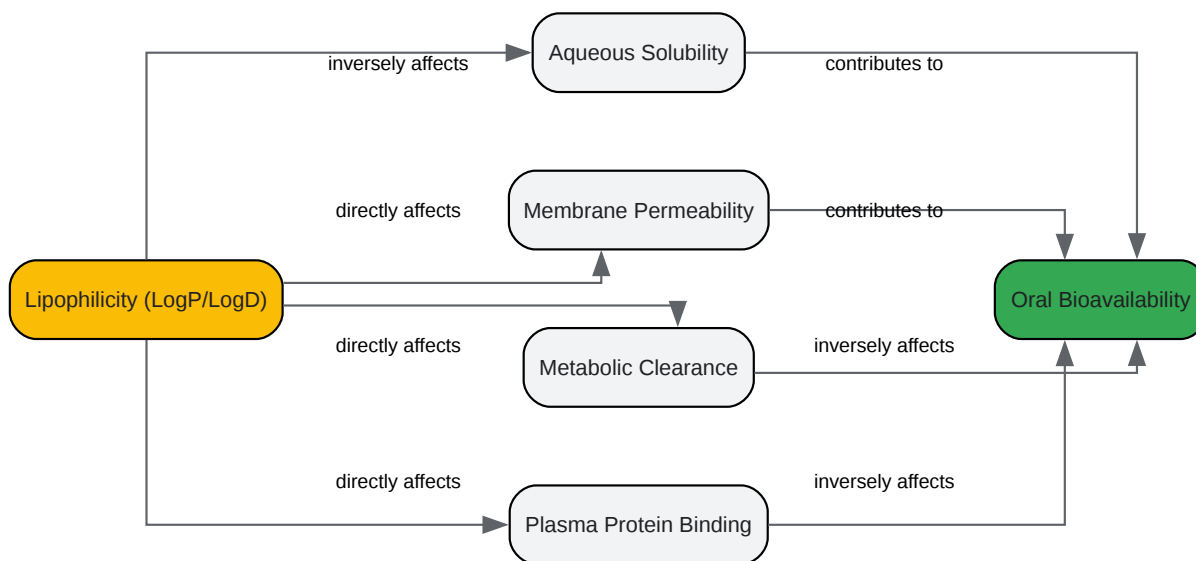 Aqueous Solubility
inversely affects
contributes to
directly affects
Membrane Permeability
contributes to
Lipophilicity (LogP/LogD)
Oral Bioavailability
directly affects
Metabolic Clearance
inversely affects
directly affects
inversely affects
Plasma Protein Binding